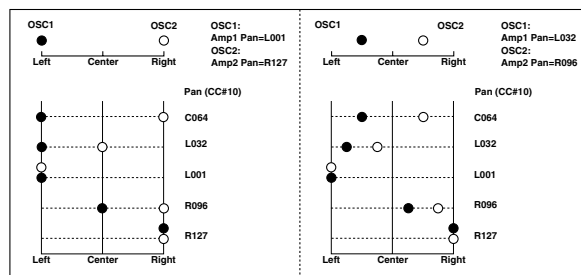 OSC1
OSC2
OSC1:
Amp1 Pan=L001
OSC2:
Amp2 Pan=R127
Left Center Right
Pan (CC#10)
C064
L032
L001
R096
R127
Left Center Right
OSC1
OSC2
OSC1:
Amp1 Pan=L032
OSC2:
Amp2 Pan=R096
Left Center Right
Pan (CC#10)
C064
L032
L001
R096
R127
Left Center Right